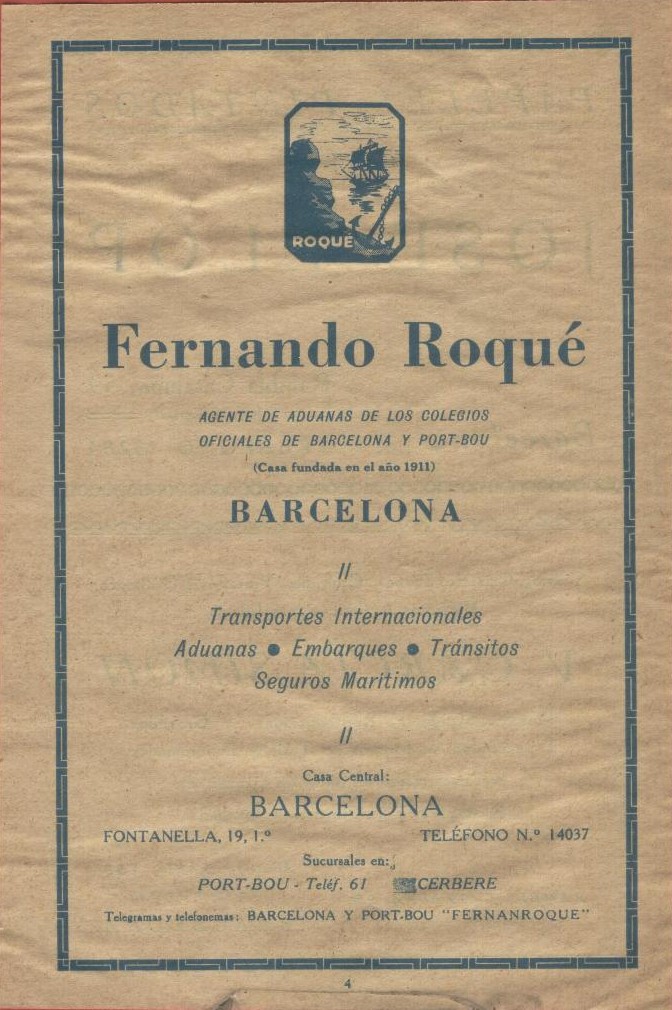 ROQUÉ
Fernando Roqué
AGENTE DE ADUANAS DE LOS COLEGIOS
OFICIALES DE BARCELONA Y PORT-BOU
(Casa fundada en el año 1911)
BARCELONA
//
Transportes Internacionales
Aduanas ● Embarques ● Tránsitos
Seguros Marítimos
//
Casa Central:
BARCELONA
FONTANELLA, 19, 1.º TELÉFONO N.º 14037
Sucursales en:
PORT-BOU - Teléf. 61 CERBERE
Telegramas y telefonemas: BARCELONA Y PORT-BOU "FERNANROQUE"
4